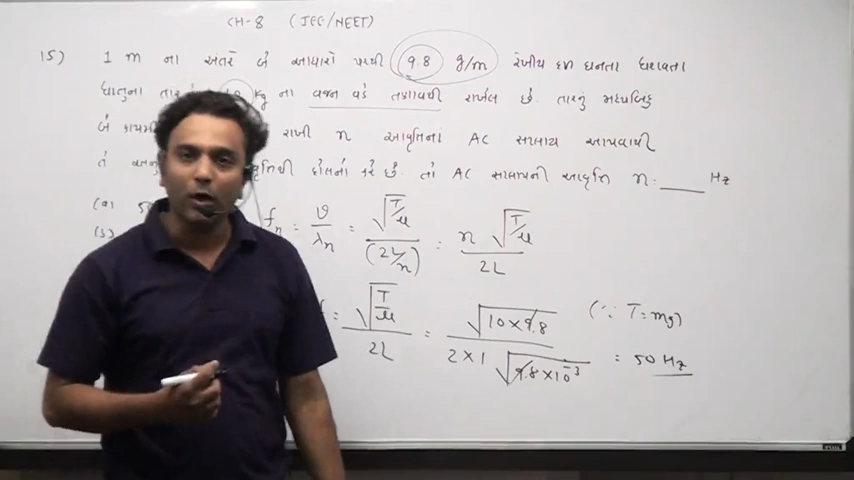 CH-8 (JEE/NEET)
15) 1 m ના અંતરે બે આધારો પરથી 9.8 g/m રેખીય દળ ઘનતા ધરાવતા
ધાતુના kg ના વજન વડે તણાવથી રાખેલ છે. તારનું મધ્યબિંદુ
બે રાખી n આવૃત્તિના AC સપ્લાય આપવાથી
તે દોલનો કરે છે. તો AC સપ્લાયની આવૃત્તિ n = ____ Hz
(a)
fn = v/λn = √(T/μ) / (2L/n) = n √(T/μ) / 2L
= √(T/μ) / 2L = √(10×9.8) / 2×1 √(9.8×10⁻³) (∵ T = mg) = 50 Hz